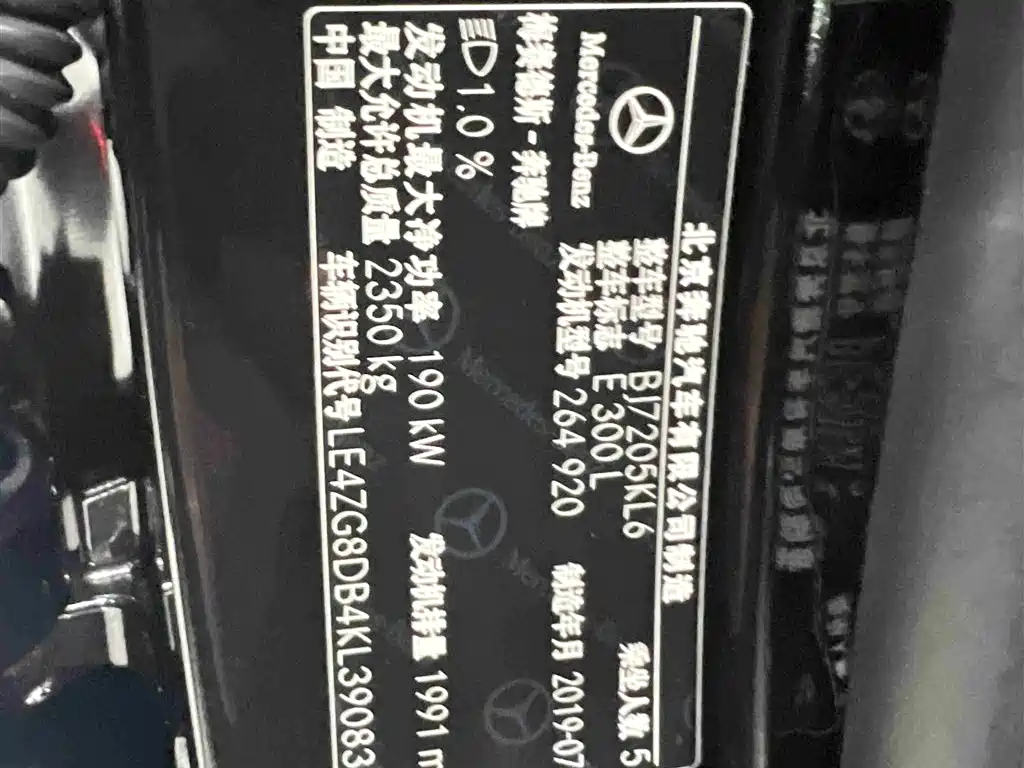 北京奔驰汽车有限公司制造
Mercedes-Benz
梅赛德斯-奔驰牌
整车型号 BJ7205KL6
乘坐人数 5
整车标志 E 300 L
发动机型号 264 920
制造年月 2019-07
1.0 %
发动机最大净功率 190 kW
发动机排量 1991 m
最大允许总质量 2350 kg
中国 制造
车辆识别代号 LE4ZG8DB4KL39083